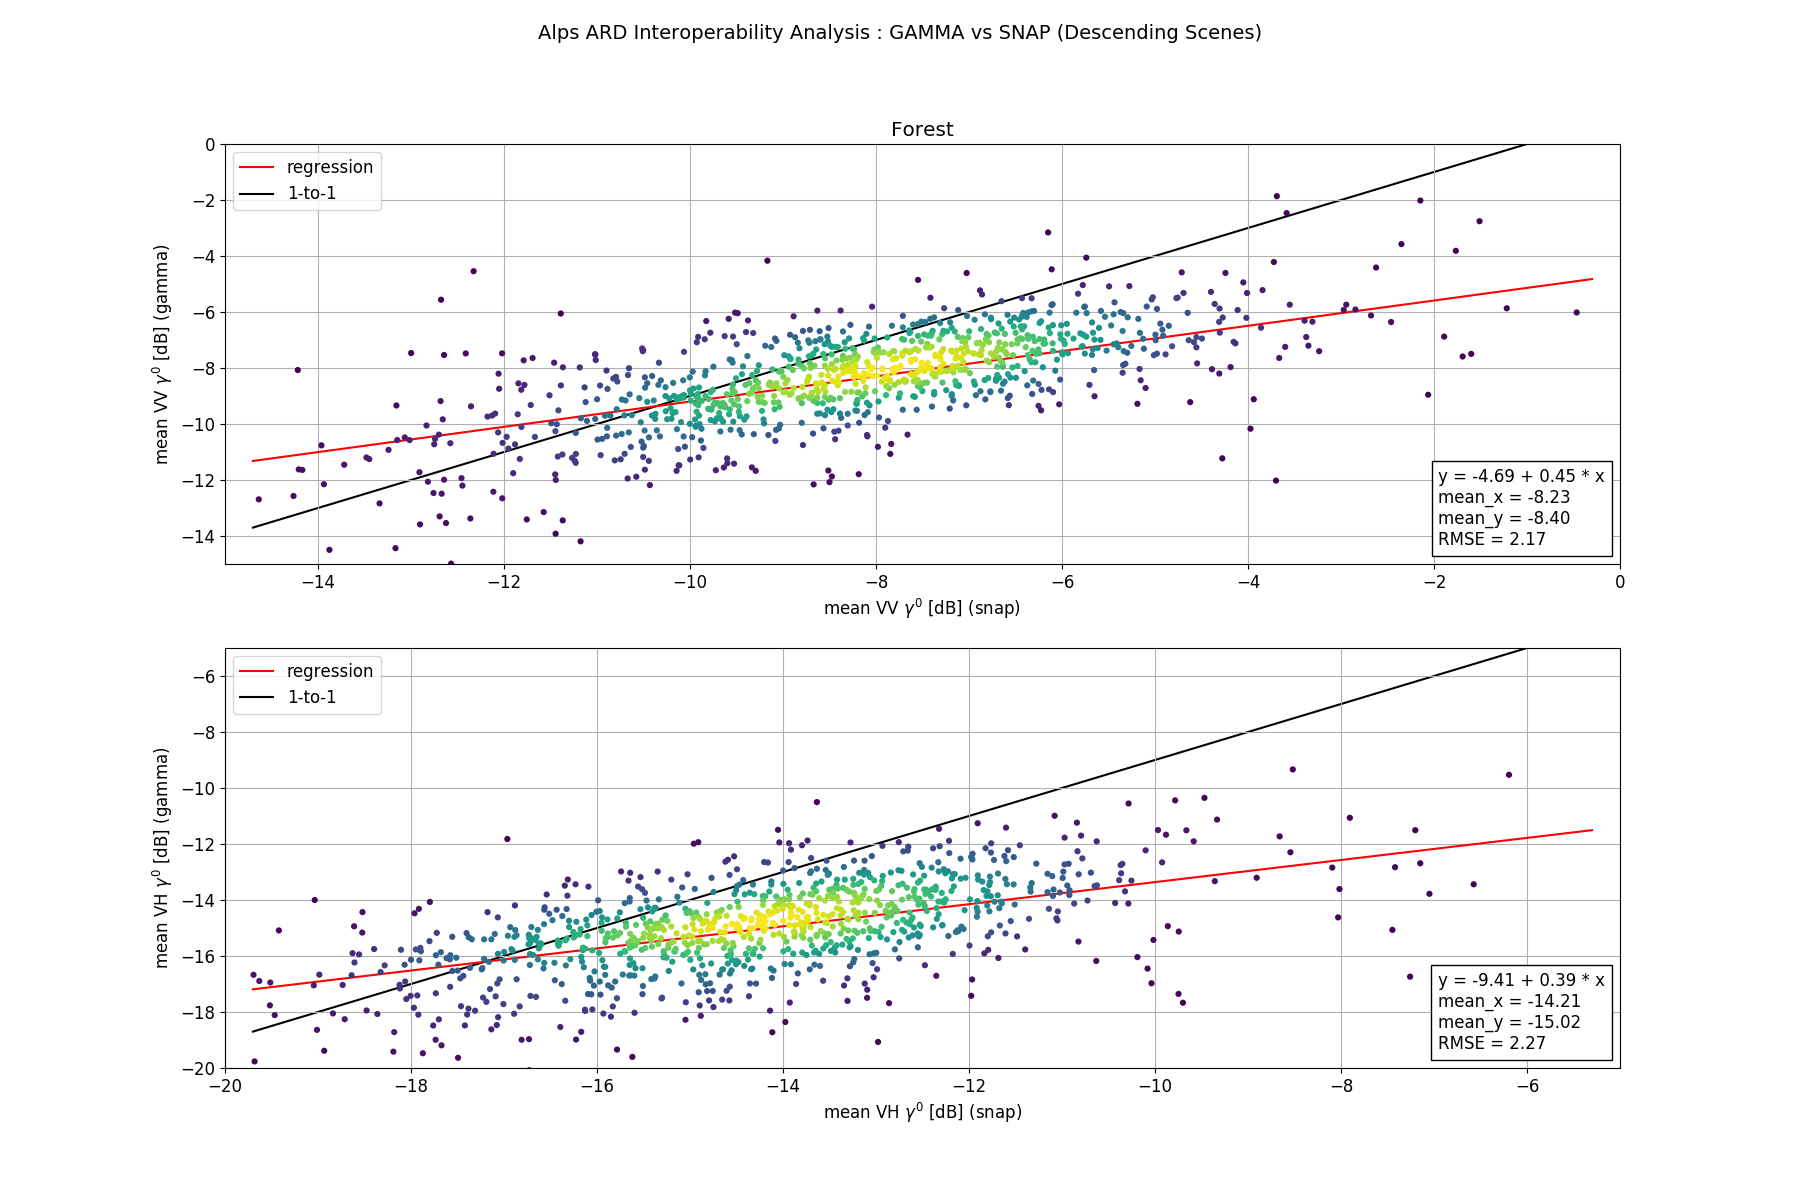 Alps ARD Interoperability Analysis : GAMMA vs SNAP (Descending Scenes)
Forest
regression
1-to-1
0
−2
−4
−6
−8
−10
−12
−14
mean VV γ⁰ [dB] (gamma)
y = -4.69 + 0.45 * x
mean_x = -8.23
mean_y = -8.40
RMSE = 2.17
−14 −12 −10 −8 −6 −4 −2 0
mean VV γ⁰ [dB] (snap)
regression
1-to-1
−6
−8
−10
−12
−14
−16
−18
−20
mean VH γ⁰ [dB] (gamma)
y = -9.41 + 0.39 * x
mean_x = -14.21
mean_y = -15.02
RMSE = 2.27
−20 −18 −16 −14 −12 −10 −8 −6
mean VH γ⁰ [dB] (snap)